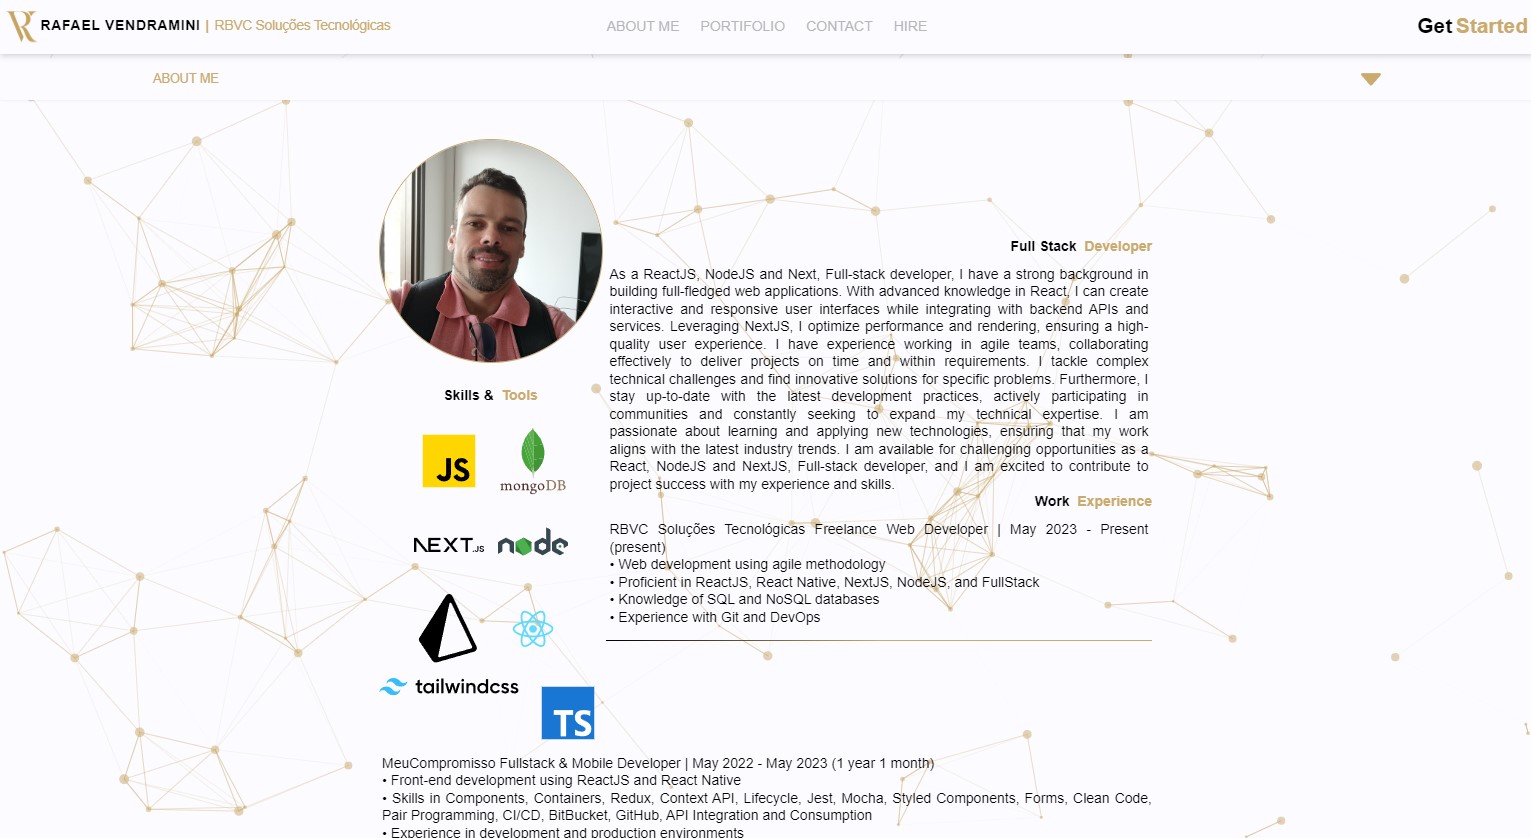 RAFAEL VENDRAMINI | RBVC Soluções Tecnológicas
ABOUT ME PORTIFOLIO CONTACT HIRE
Get Started
ABOUT ME
Full Stack Developer
As a ReactJS, NodeJS and Next, Full-stack developer, I have a strong background in
building full-fledged web applications. With advanced knowledge in React, I can create
interactive and responsive user interfaces while integrating with backend APIs and
services. Leveraging NextJS, I optimize performance and rendering, ensuring a high-
quality user experience. I have experience working in agile teams, collaborating
effectively to deliver projects on time and within requirements. I tackle complex
technical challenges and find innovative solutions for specific problems. Furthermore, I
stay up-to-date with the latest development practices, actively participating in
communities and constantly seeking to expand my technical expertise. I am
passionate about learning and applying new technologies, ensuring that my work
aligns with the latest industry trends. I am available for challenging opportunities as a
React, NodeJS and NextJS, Full-stack developer, and I am excited to contribute to
project success with my experience and skills.
Work Experience
RBVC Soluções Tecnológicas Freelance Web Developer | May 2023 - Present
(present)
• Web development using agile methodology
• Proficient in ReactJS, React Native, NextJS, NodeJS, and FullStack
• Knowledge of SQL and NoSQL databases
• Experience with Git and DevOps
Skills & Tools
JS
mongoDB
NEXT.JS
node
tailwindcss
TS
MeuCompromisso Fullstack & Mobile Developer | May 2022 - May 2023 (1 year 1 month)
• Front-end development using ReactJS and React Native
• Skills in Components, Containers, Redux, Context API, Lifecycle, Jest, Mocha, Styled Components, Forms, Clean Code,
Pair Programming, CI/CD, BitBucket, GitHub, API Integration and Consumption
• Experience in development and production environments